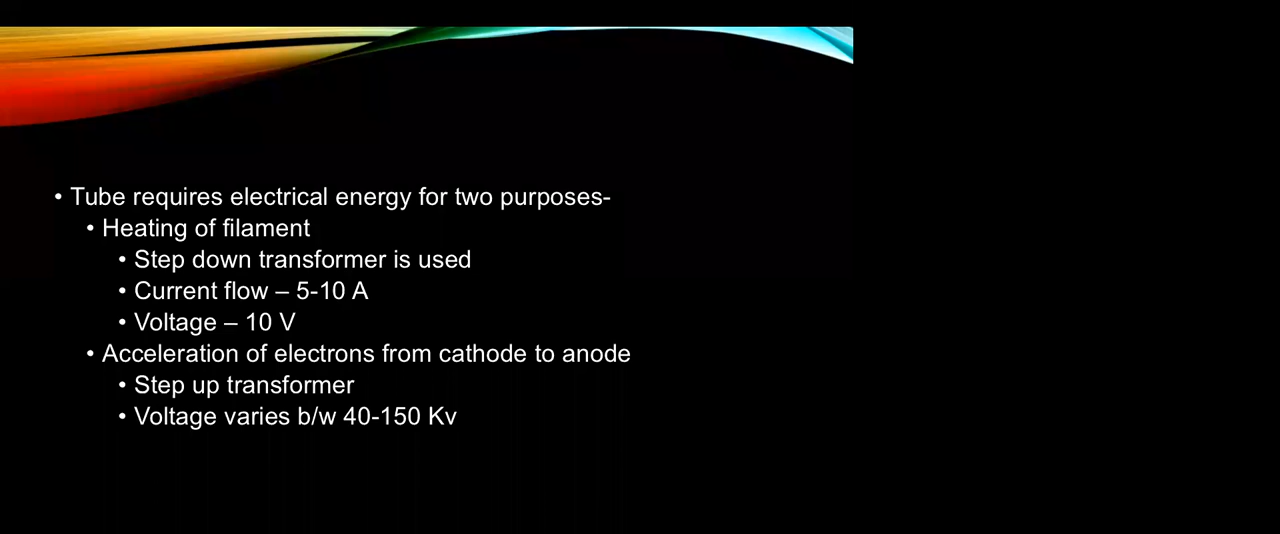 • Tube requires electrical energy for two purposes-
• Heating of filament
• Step down transformer is used
• Current flow – 5-10 A
• Voltage – 10 V
• Acceleration of electrons from cathode to anode
• Step up transformer
• Voltage varies b/w 40-150 Kv